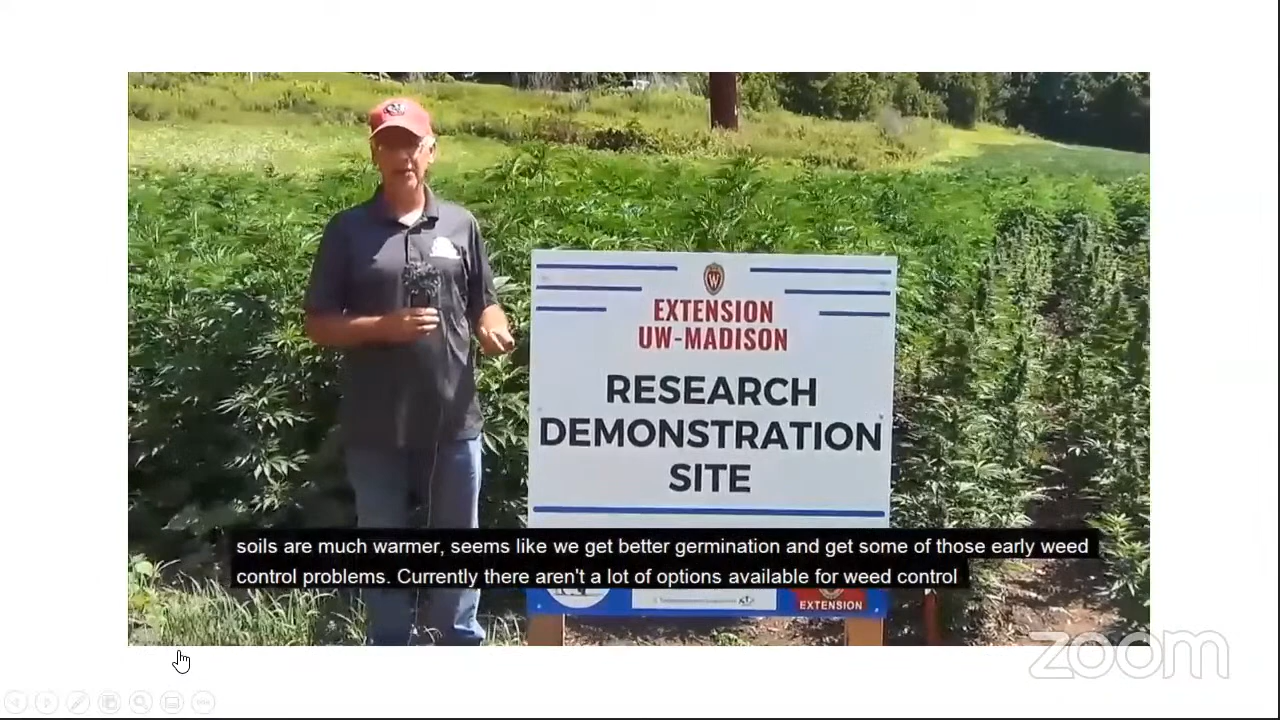 W
EXTENSION
UW-MADISON
RESEARCH
DEMONSTRATION
SITE
soils are much warmer, seems like we get better germination and get some of those early weed
control problems. Currently there aren't a lot of options available for weed control
EXTENSION
zoom